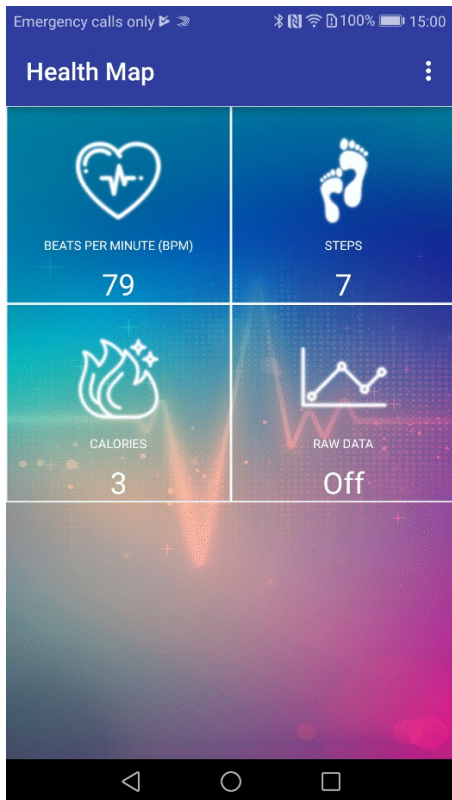 Emergency calls only 100% 15:00
Health Map
BEATS PER MINUTE (BPM) STEPS
79 7
CALORIES RAW DATA
3 Off